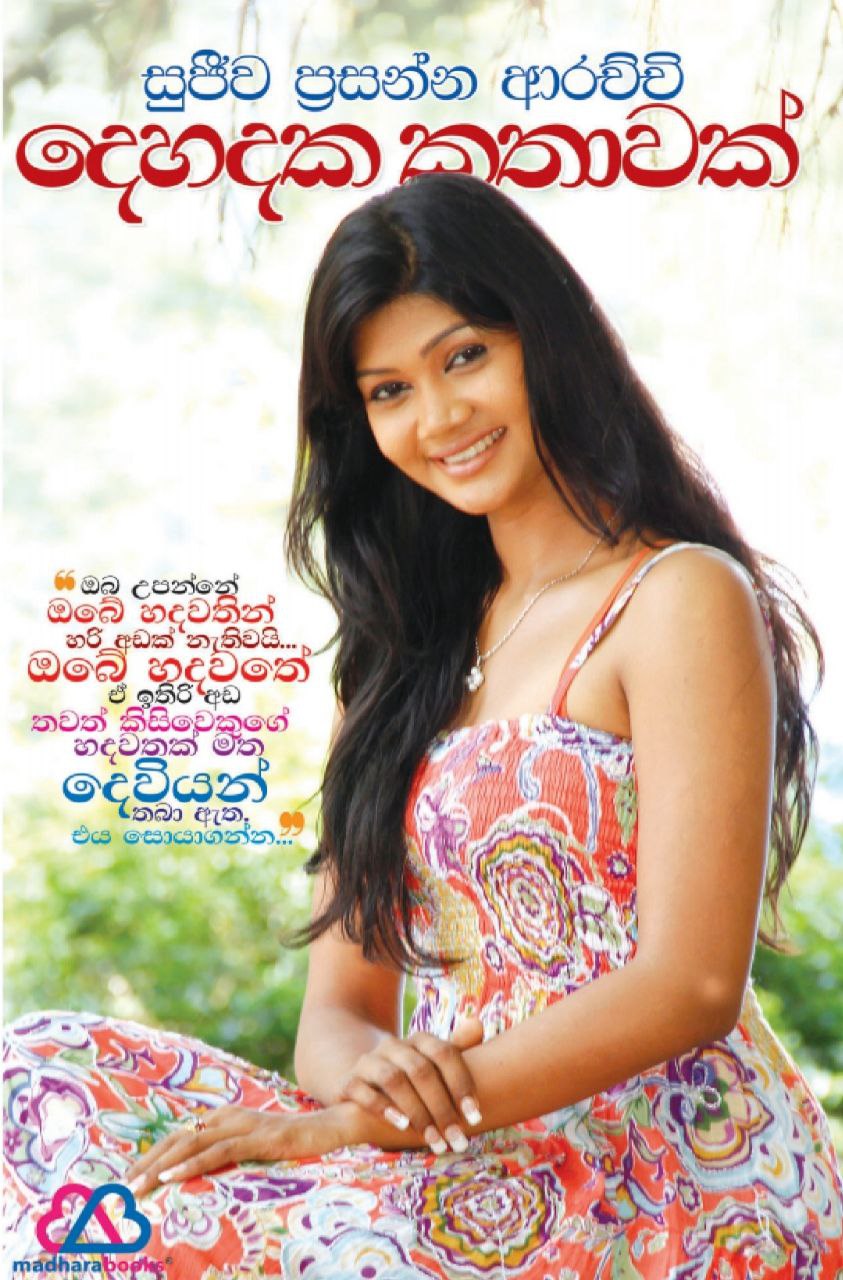 සුජීව ප්‍රසන්න ආරච්චි
දෙහදක කතාවක්
“ ඔබ උපන්නේ
ඔබේ හදවතින්
හරි අඩක් නැතිවයි...
ඔබේ හදවතේ
ඒ ඉතිරි අඩ
තවත් කිසිවෙකුගේ
හදවතක් මත
දෙවියන්
තබා ඇත.
එය සොයාගන්න... ”
madharabooks®